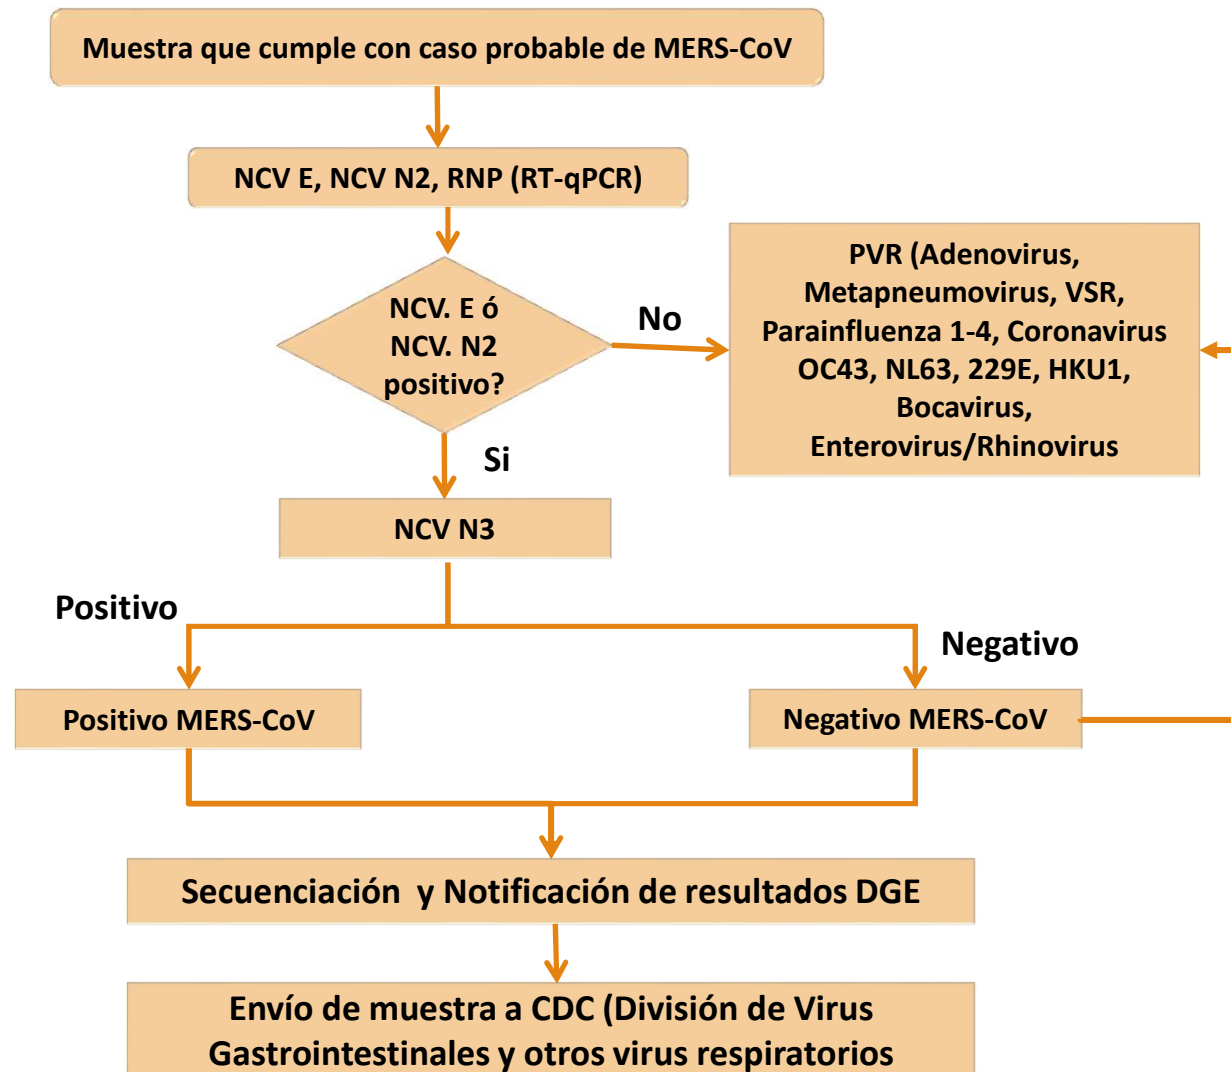 Muestra que cumple con caso probable de MERS-CoV
NCV E, NCV N2, RNP (RT-qPCR)
NCV. E ó
NCV. N2
positivo?
No
PVR (Adenovirus,
Metapneumovirus, VSR,
Parainfluenza 1-4, Coronavirus
OC43, NL63, 229E, HKU1,
Bocavirus,
Enterovirus/Rhinovirus
Si
NCV N3
Positivo
Negativo
Positivo MERS-CoV
Negativo MERS-CoV
Secuenciación  y Notificación de resultados DGE
Envío de muestra a CDC (División de Virus
Gastrointestinales y otros virus respiratorios